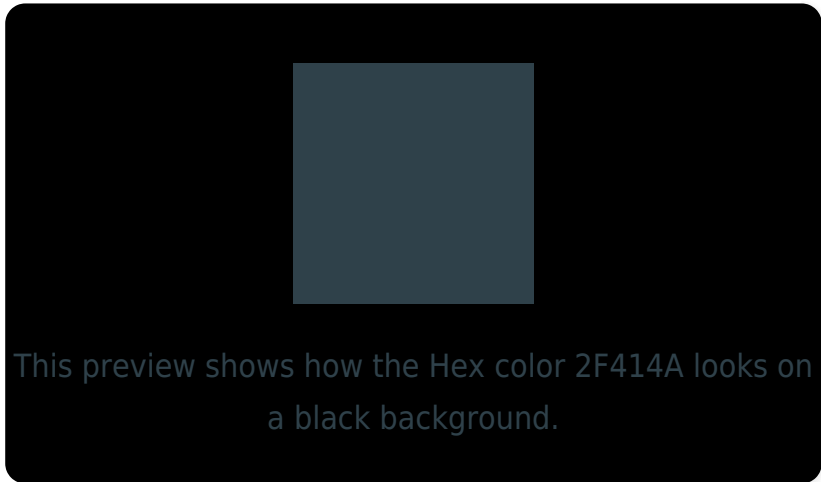 This preview shows how the Hex color 2F414A looks on
a black background.